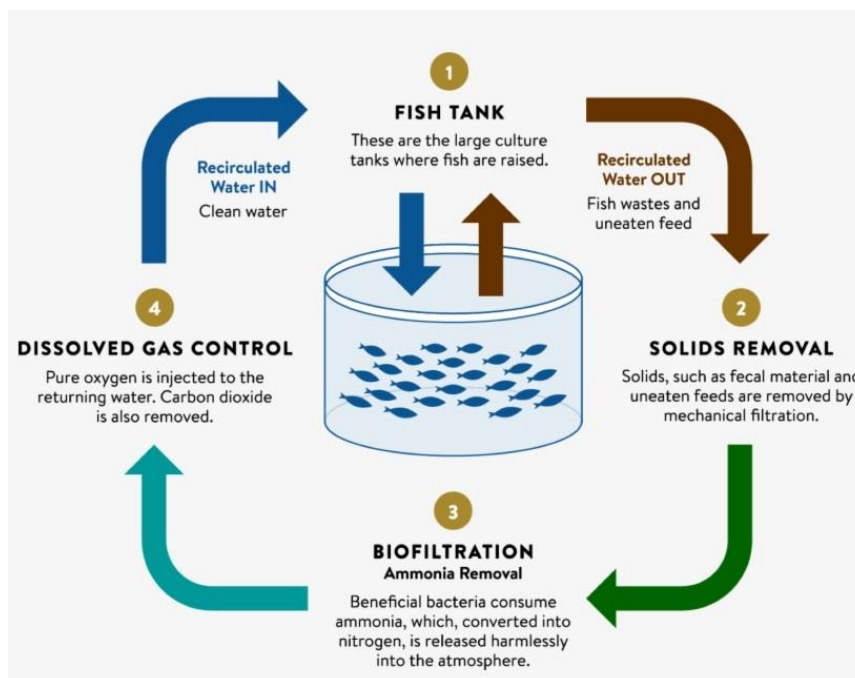 1
FISH TANK
These are the large culture
tanks where fish are raised.
Recirculated
Water IN
Clean water
Recirculated
Water OUT
Fish wastes and
uneaten feed
2
SOLIDS REMOVAL
Solids, such as fecal material and
uneaten feeds are removed by
mechanical filtration.
3
BIOFILTRATION
Ammonia Removal
Beneficial bacteria consume
ammonia, which, converted into
nitrogen, is released harmlessly
into the atmosphere.
4
DISSOLVED GAS CONTROL
Pure oxygen is injected to the
returning water. Carbon dioxide
is also removed.